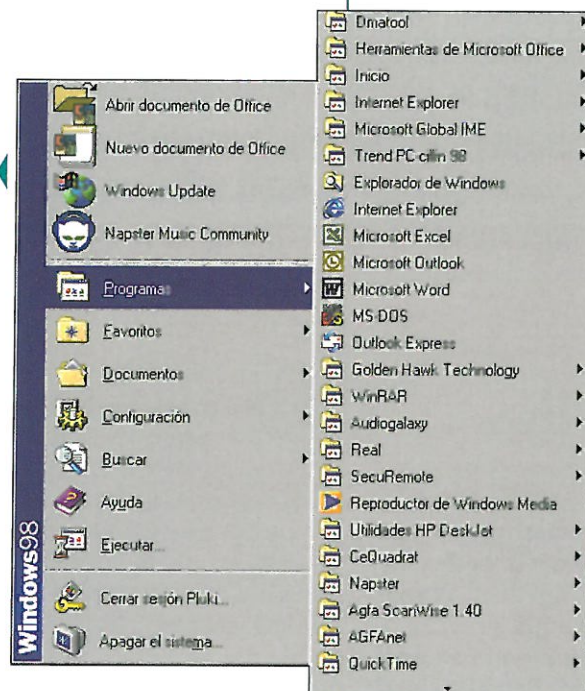 Abrir documento de Office
Nuevo documento de Office
Windows Update
Napster Music Community
Programas
Favoritos
Documentos
Configuración
Buscar
Ayuda
Ejecutar...
Cerrar sesión Pluki...
Apagar el sistema...
Windows98
Dmatool
Herramientas de Microsoft Office
Inicio
Internet Explorer
Microsoft Global IME
Trend PC-cillin 98
Explorador de Windows
Internet Explorer
Microsoft Excel
Microsoft Outlook
Microsoft Word
MS-DOS
Outlook Express
Golden Hawk Technology
WinRAR
Audiogalaxy
Real
SecuRemote
Reproductor de Windows Media
Utilidades HP DeskJet
CeQuadrat
Napster
Agfa ScanWise 1.40
AGFAnet
QuickTime